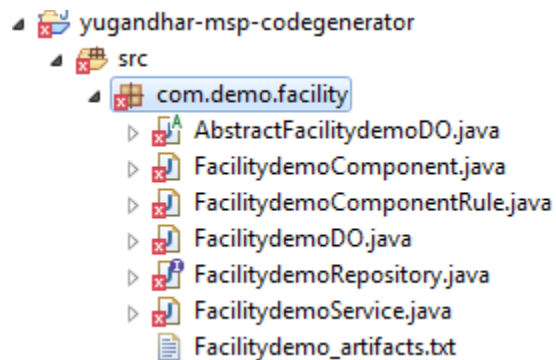 yugandhar-msp-codegenerator
src
com.demo.facility
AbstractFacilitydemoDO.java
FacilitydemoComponent.java
FacilitydemoComponentRule.java
FacilitydemoDO.java
FacilitydemoRepository.java
FacilitydemoService.java
Facilitydemo_artifacts.txt